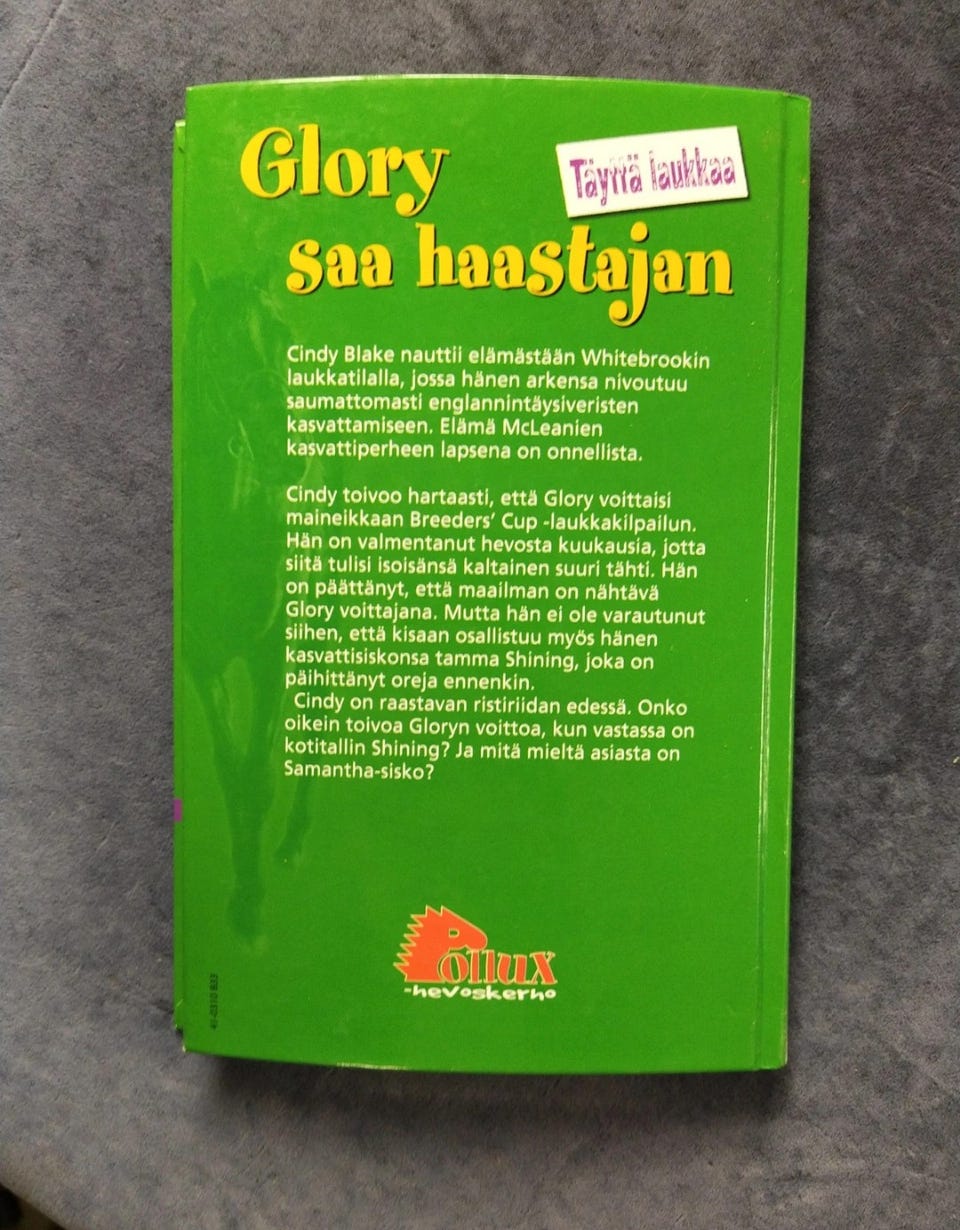 Glory
Täyttä laukkaa
saa haastajan
Cindy Blake nauttii elämästään Whitebrookin
laukkatilalla, jossa hänen arkensa nivoutuu
saumattomasti englannintäysiveristen
kasvattamiseen. Elämä McLeanien
kasvattiperheen lapsena on onnellista.
Cindy toivoo hartaasti, että Glory voittaisi
maineikkaan Breeders’ Cup -laukkakilpailun.
Hän on valmentanut hevosta kuukausia, jotta
siitä tulisi isoisänsä kaltainen suuri tähti. Hän
on päättänyt, että maailman on nähtävä
Glory voittajana. Mutta hän ei ole varautunut
siihen, että kisaan osallistuu myös hänen
kasvattisiskonsa tamma Shining, joka on
päihittänyt oreja ennenkin.
Cindy on raastavan ristiriidan edessä. Onko
oikein toivoa Gloryn voittoa, kun vastassa on
kotitallin Shining? Ja mitä mieltä asiasta on
Samantha-sisko?
Pollux
-hevoskerho
41-0310 833